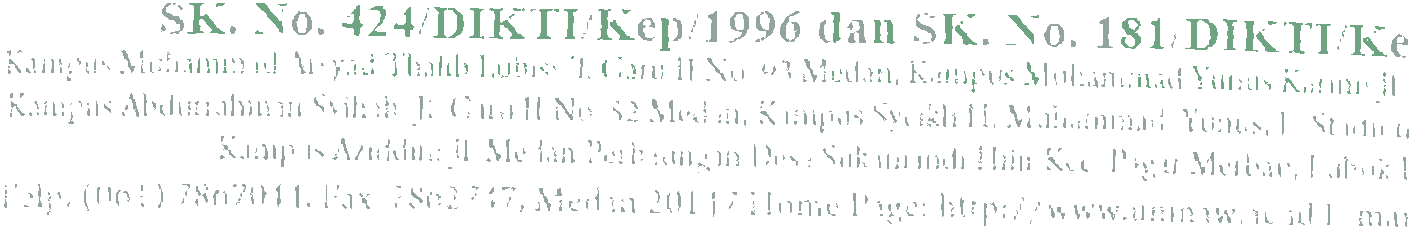 SK. No. 424/DIKTI/Kep/1996 dan SK. No. 181/DIKTI/Ke
Kampus Muhammad Arsyad Thalib Lubis: Jl. Garu II No. 93 Medan, Kampus Muhammad Yunus Karim: Jl
Kampus Abdurrahman Syihab: Jl. Garu II No. 52 Medan, Kampus Syeikh H. Muhammad Yunus, Jl. Stadion
Kampus Aziddin: Jl. Medan Perbaungan Desa Sukamandi Hilir Kec. Pagar Merbau, Lubuk
Telp. (061) 7867044, Fax. 7862747, Medan 20147 Home Page: http://www.umnaw.ac.id